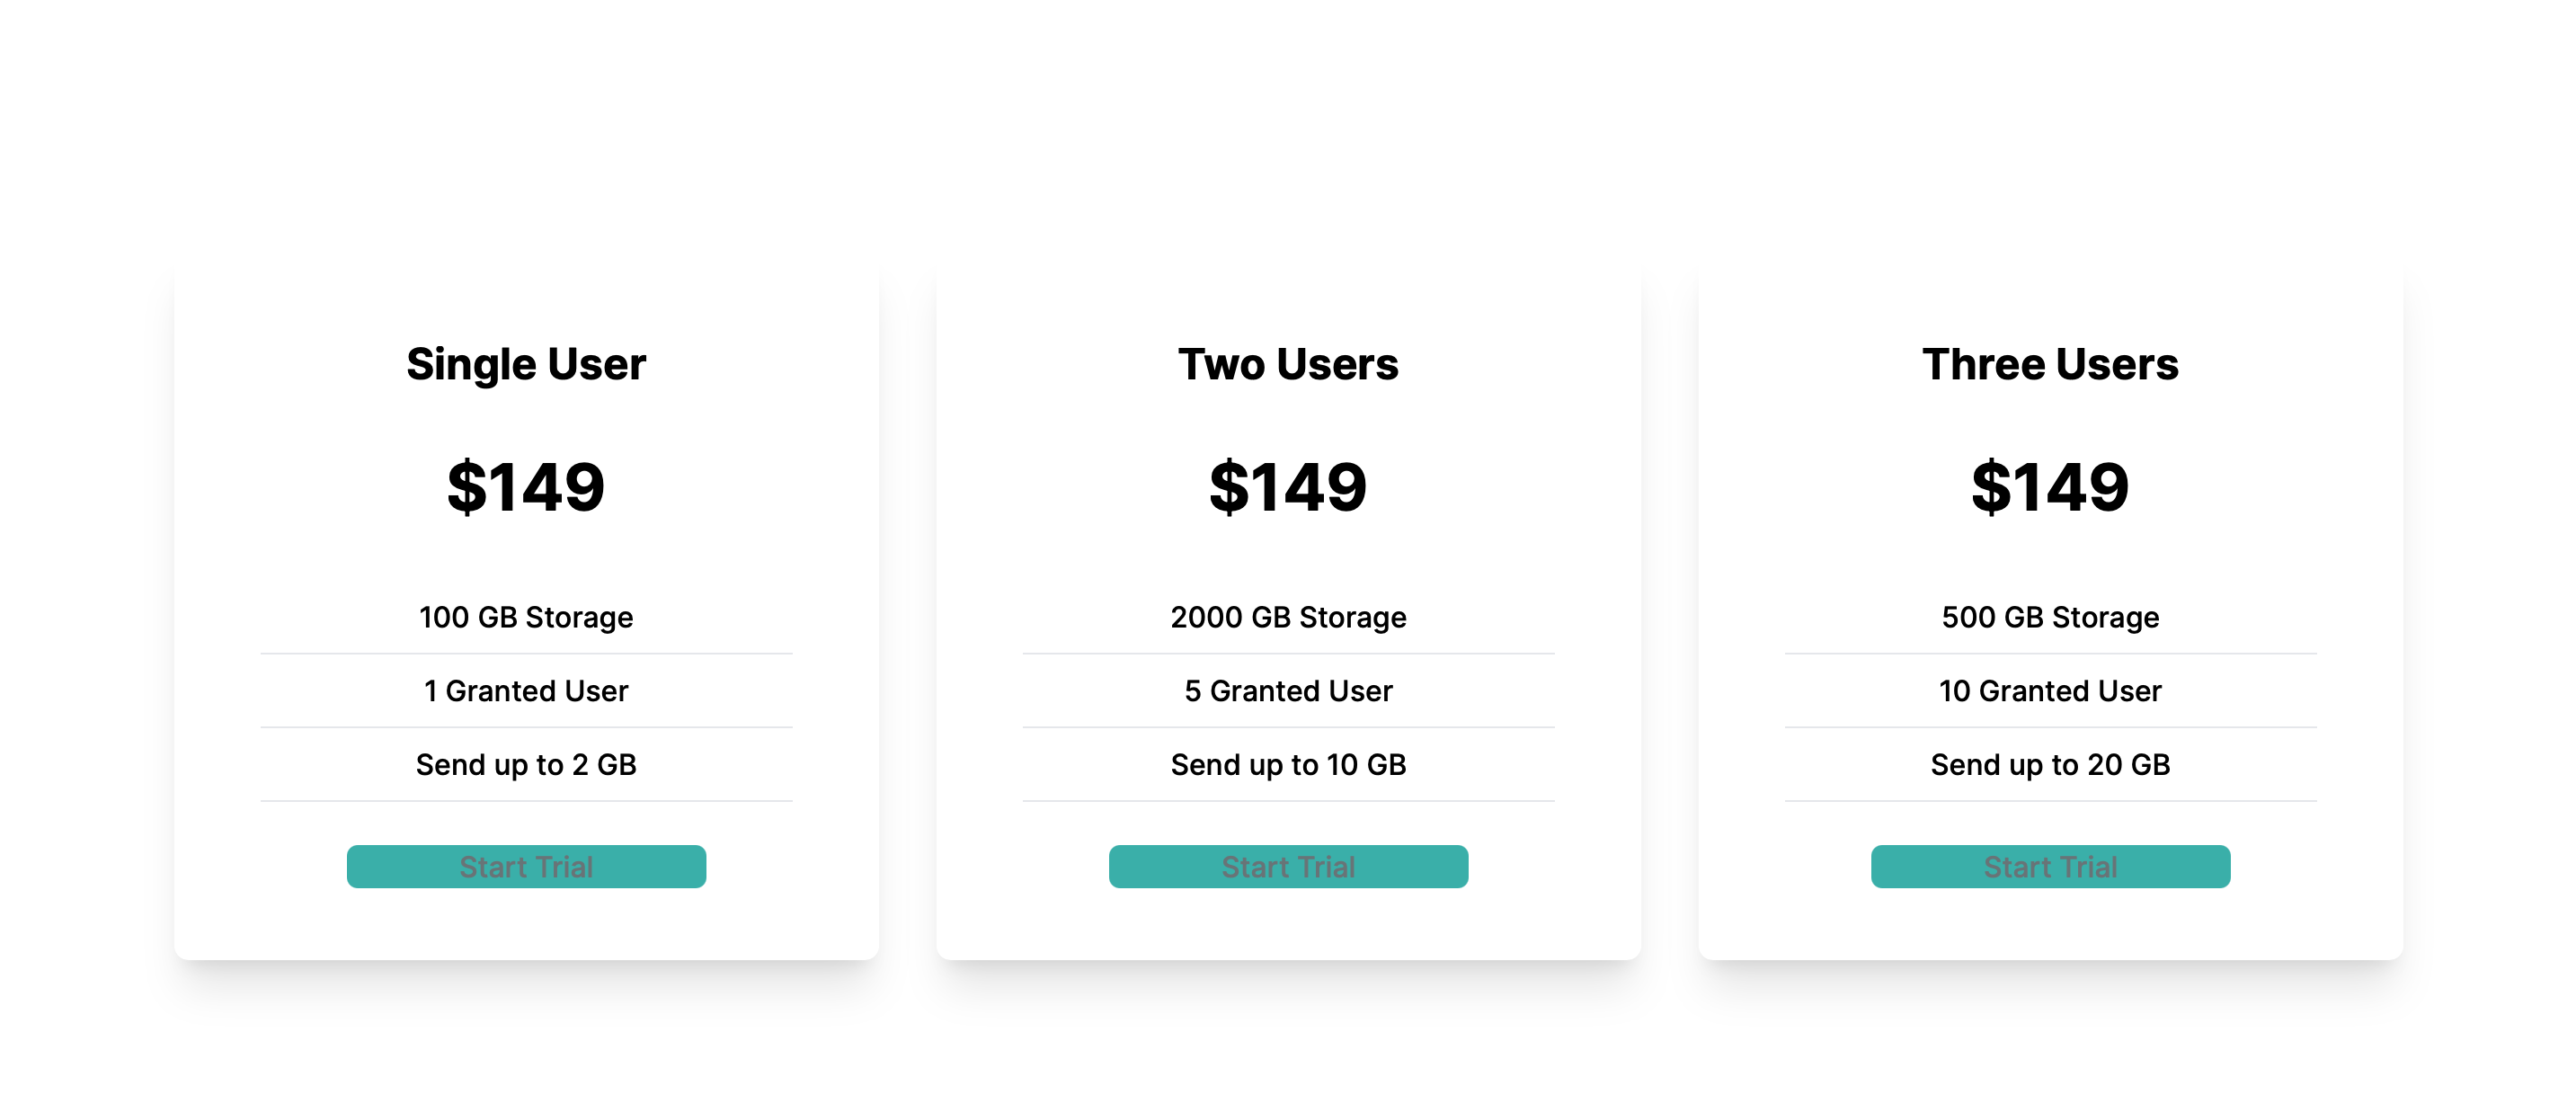 Single User
$149
100 GB Storage
1 Granted User
Send up to 2 GB
Start Trial
Two Users
$149
2000 GB Storage
5 Granted User
Send up to 10 GB
Start Trial
Three Users
$149
500 GB Storage
10 Granted User
Send up to 20 GB
Start Trial